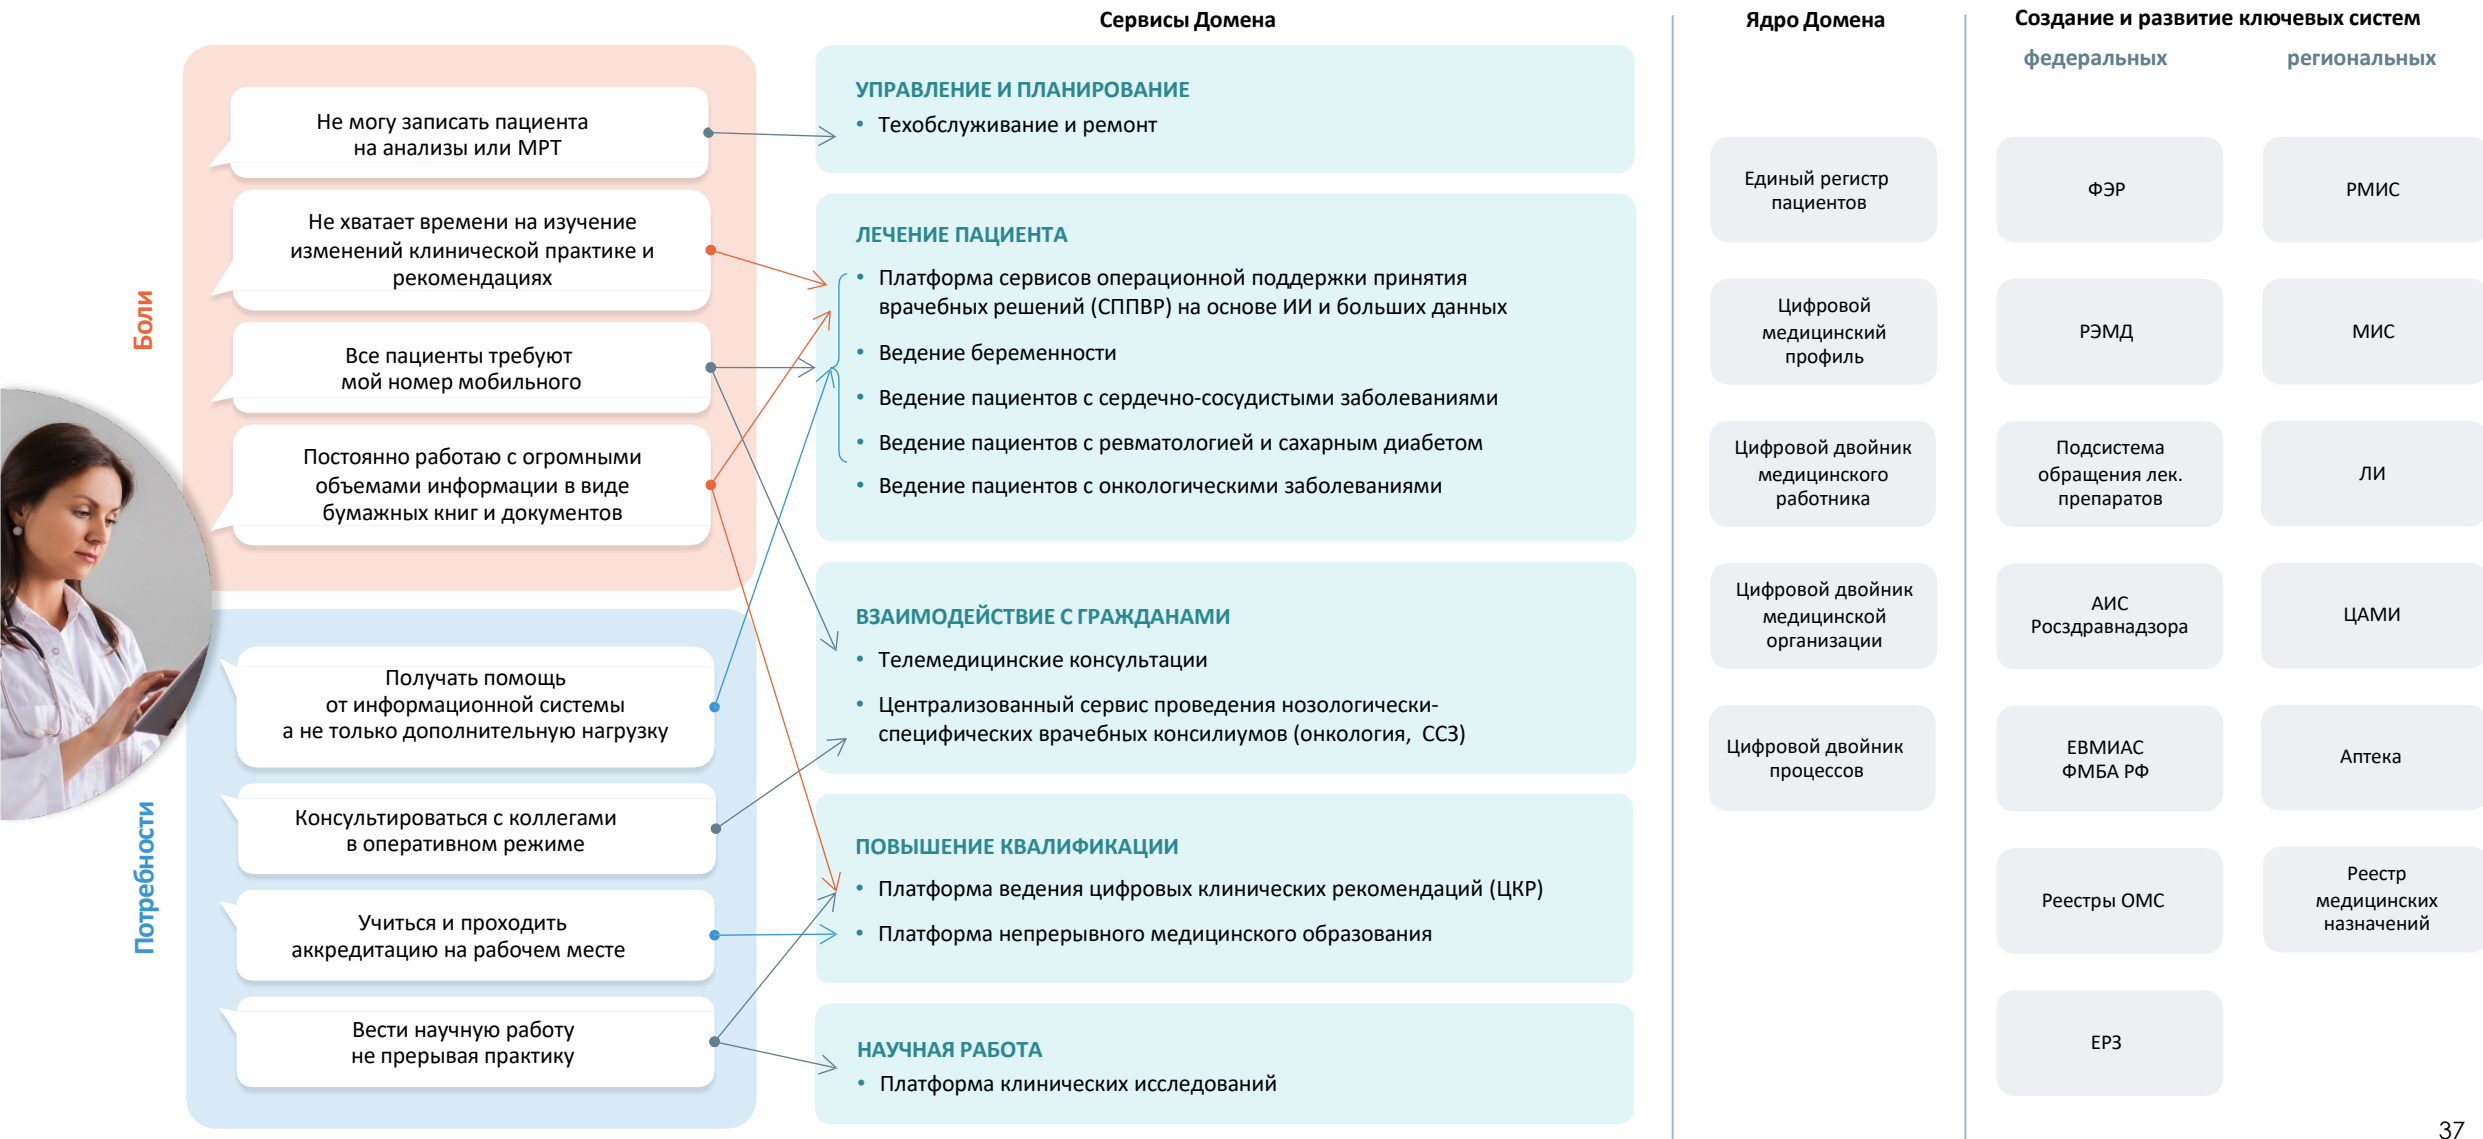 Сервисы Домена
Ядро Домена
Создание и развитие ключевых систем
федеральных
региональных
Боли
Не могу записать пациента
на анализы или МРТ
Не хватает времени на изучение
изменений клинической практике и
рекомендациях
Все пациенты требуют
мой номер мобильного
Постоянно работаю с огромными
объемами информации в виде
бумажных книг и документов
Потребности
Получать помощь
от информационной системы
а не только дополнительную нагрузку
Консультироваться с коллегами
в оперативном режиме
Учиться и проходить
аккредитацию на рабочем месте
Вести научную работу
не прерывая практику
УПРАВЛЕНИЕ И ПЛАНИРОВАНИЕ
• Техобслуживание и ремонт
ЛЕЧЕНИЕ ПАЦИЕНТА
• Платформа сервисов операционной поддержки принятия
врачебных решений (СППВР) на основе ИИ и больших данных
• Ведение беременности
• Ведение пациентов с сердечно-сосудистыми заболеваниями
• Ведение пациентов с ревматологией и сахарным диабетом
• Ведение пациентов с онкологическими заболеваниями
ВЗАИМОДЕЙСТВИЕ С ГРАЖДАНАМИ
• Телемедицинские консультации
• Централизованный сервис проведения нозологически-
специфических врачебных консилиумов (онкология, ССЗ)
ПОВЫШЕНИЕ КВАЛИФИКАЦИИ
• Платформа ведения цифровых клинических рекомендаций (ЦКР)
• Платформа непрерывного медицинского образования
НАУЧНАЯ РАБОТА
• Платформа клинических исследований
Единый регистр
пациентов
Цифровой
медицинский
профиль
Цифровой двойник
медицинского
работника
Цифровой двойник
медицинской
организации
Цифровой двойник
процессов
ФЭР
РЭМД
Подсистема
обращения лек.
препаратов
АИС
Росздравнадзора
ЕВМИАС
ФМБА РФ
Реестры ОМС
ЕРЗ
РМИС
МИС
ЛИ
ЦАМИ
Аптека
Реестр
медицинских
назначений
37